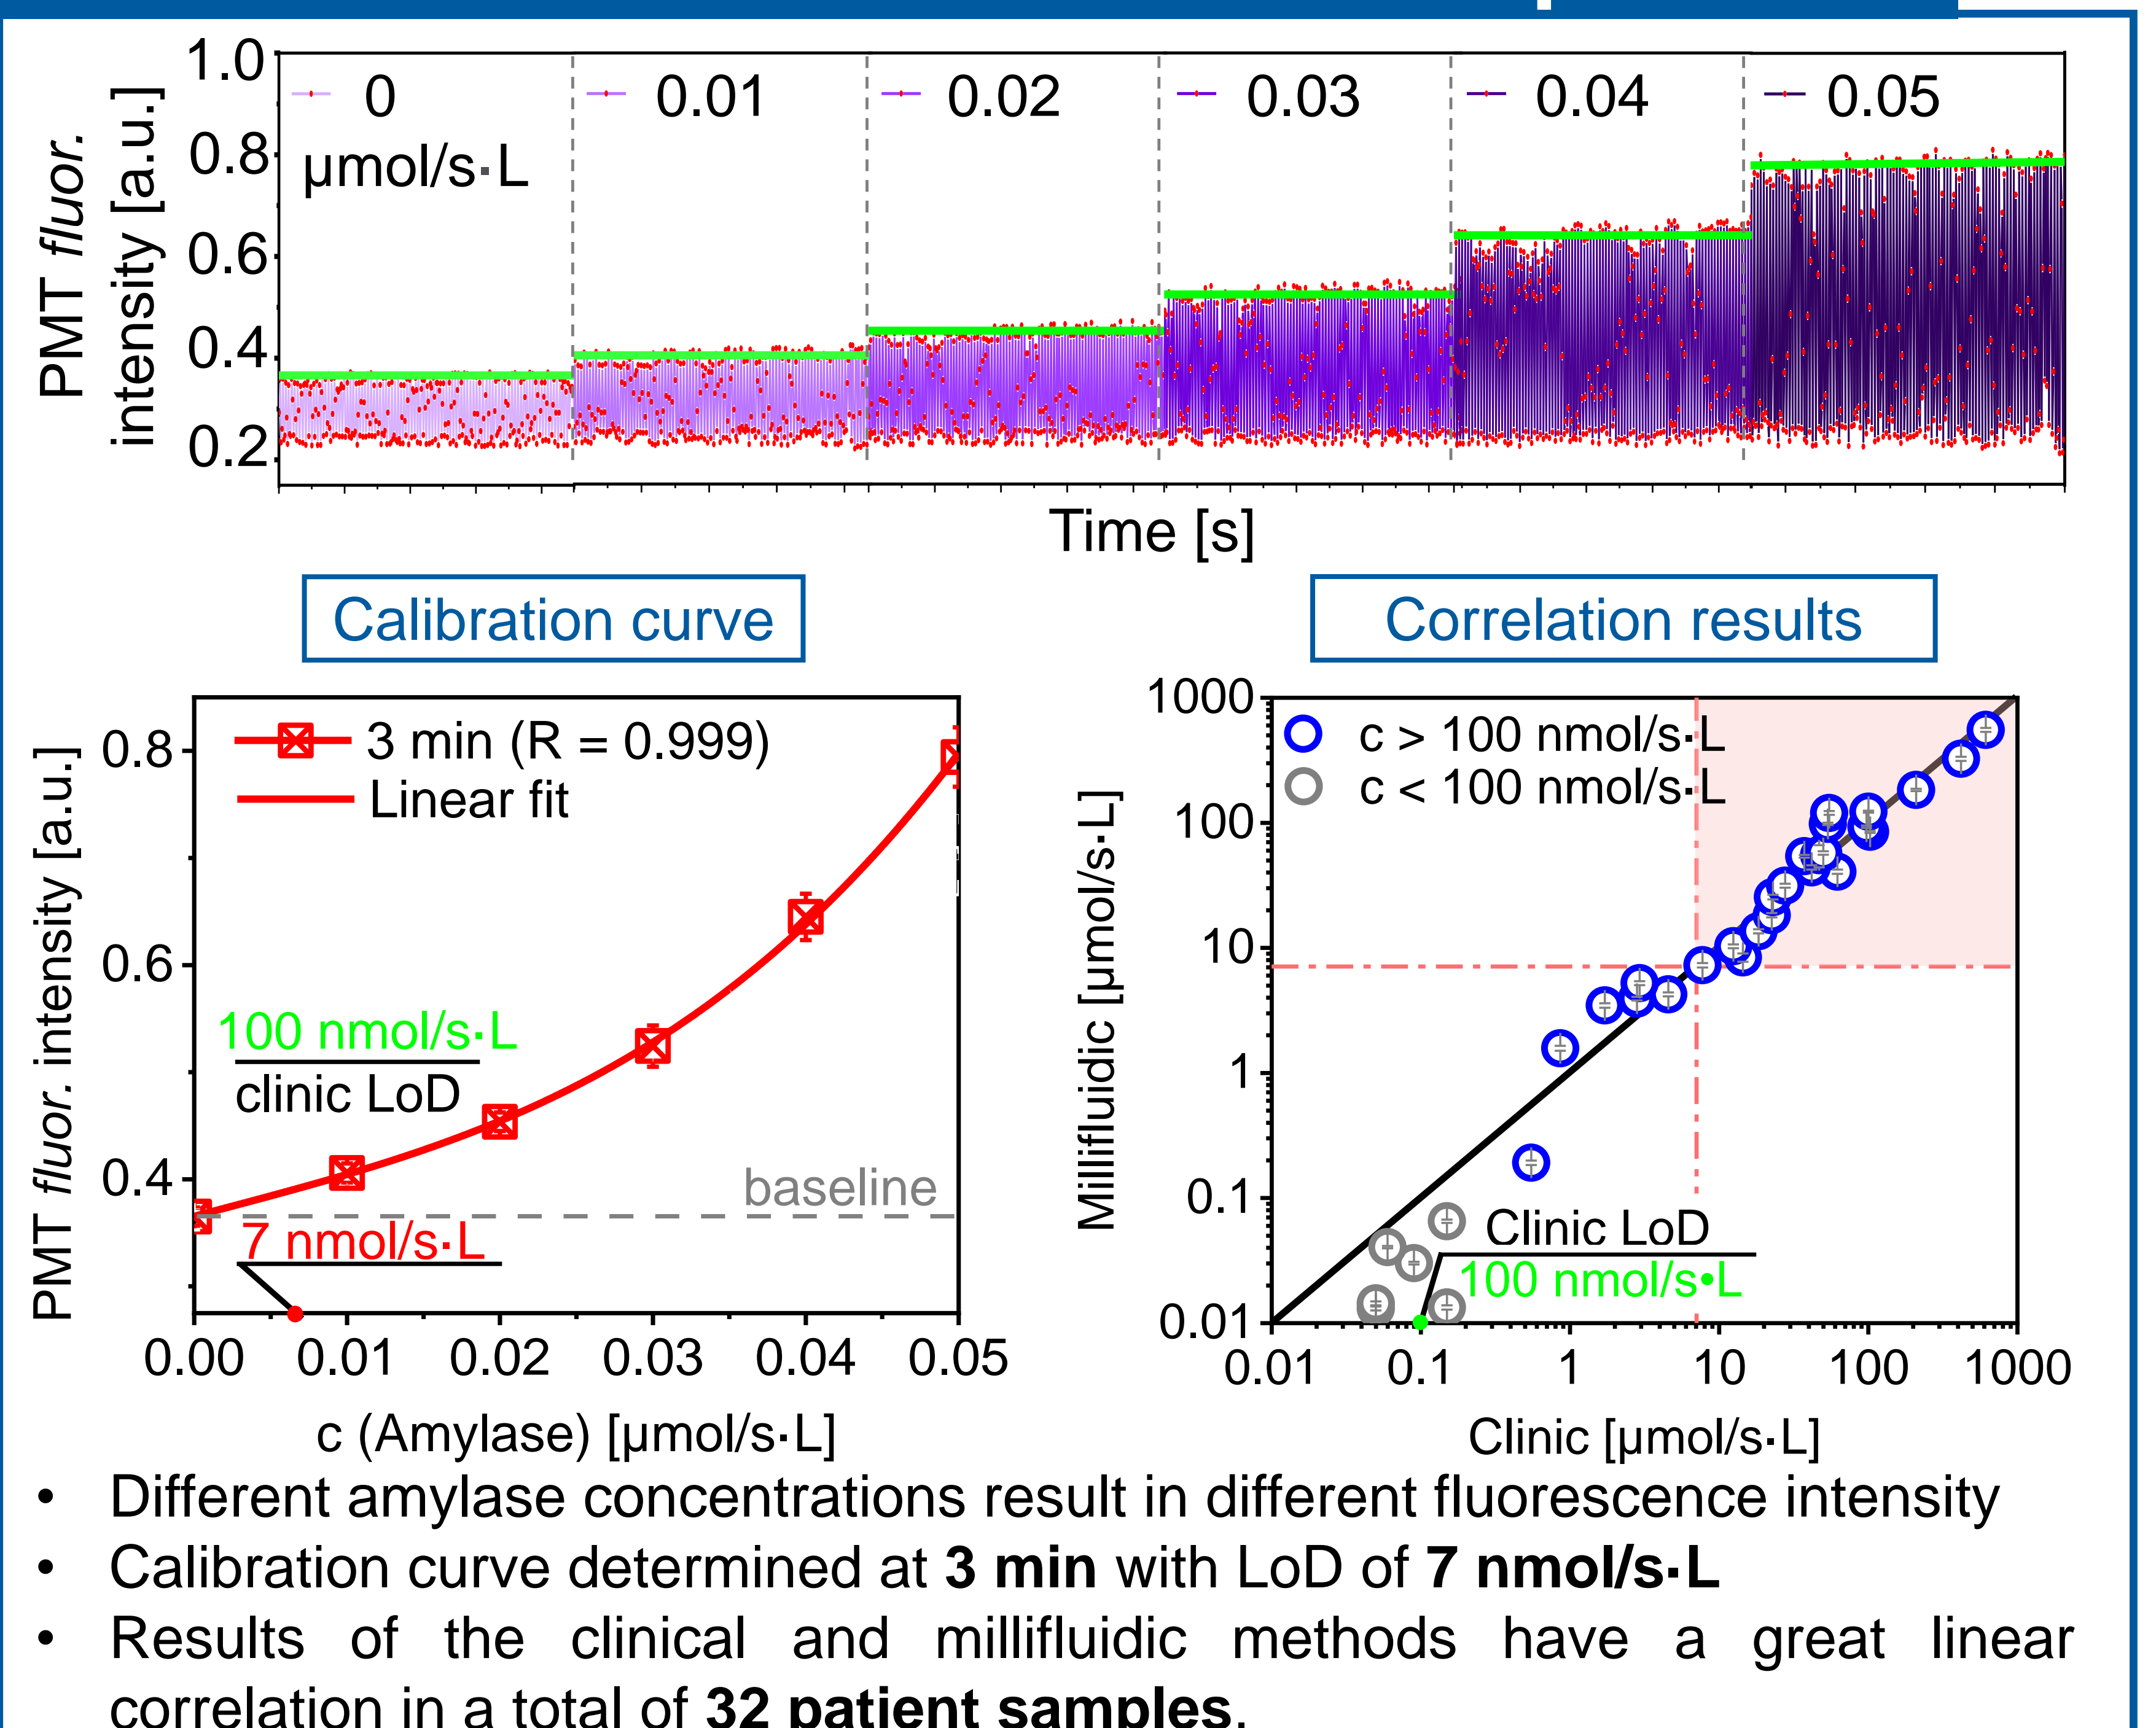 1.0
0.8
0.6
0.4
0.2
PMT fluor.
intensity [a.u.]
0
µmol/s·L
0.01
0.02
0.03
0.04
0.05
Time [s]
Calibration curve
Correlation results
PMT fluor. intensity [a.u.]
0.8
0.6
0.4
3 min (R = 0.999)
Linear fit
100 nmol/s·L
clinic LoD
baseline
7 nmol/s·L
0.00 0.01 0.02 0.03 0.04 0.05
c (Amylase) [µmol/s·L]
Millifluidic [µmol/s·L]
1000
100
10
1
0.1
0.01
c > 100 nmol/s·L
c < 100 nmol/s·L
Clinic LoD
100 nmol/s•L
0.01 0.1 1 10 100 1000
Clinic [µmol/s·L]
• Different amylase concentrations result in different fluorescence intensity
• Calibration curve determined at 3 min with LoD of 7 nmol/s·L
• Results of the clinical and millifluidic methods have a great linear
correlation in a total of 32 patient samples.